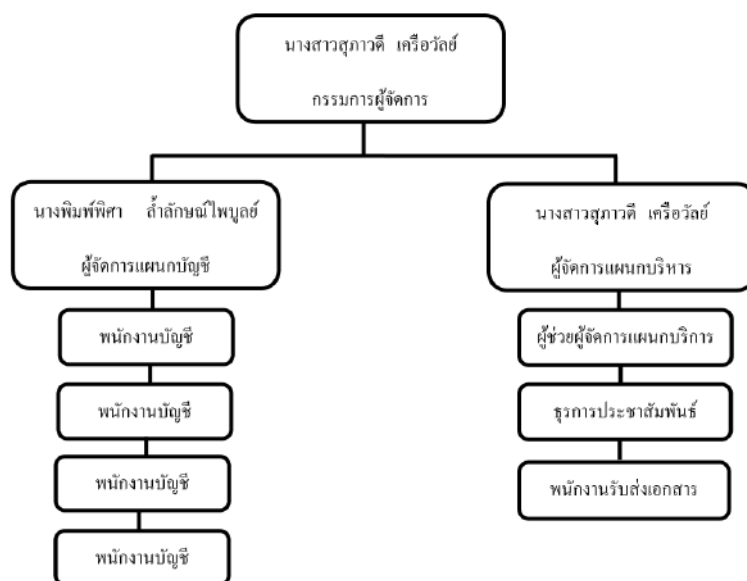 นางสาวสุภาวดี เครือวัลย์
กรรมการผู้จัดการ
นางพิมพ์พิศา ล้ำลักษณ์ไพบูลย์
ผู้จัดการแผนกบัญชี
พนักงานบัญชี
พนักงานบัญชี
พนักงานบัญชี
พนักงานบัญชี
นางสาวสุภาวดี เครือวัลย์
ผู้จัดการแผนกบริหาร
ผู้ช่วยผู้จัดการแผนกบริการ
ธุรการประชาสัมพันธ์
พนักงานรับส่งเอกสาร